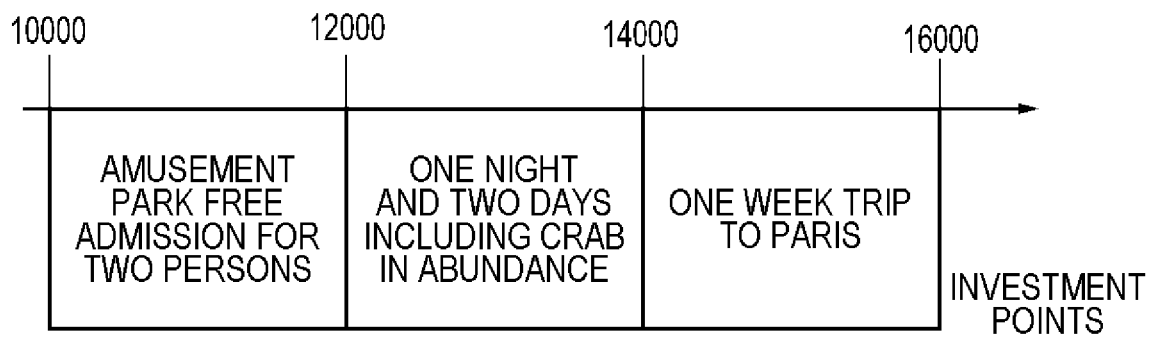 10000
12000
14000
16000
AMUSEMENT
PARK FREE
ADMISSION FOR
TWO PERSONS
ONE NIGHT
AND TWO DAYS
INCLUDING CRAB
IN ABUNDANCE
ONE WEEK TRIP
TO PARIS
INVESTMENT
POINTS